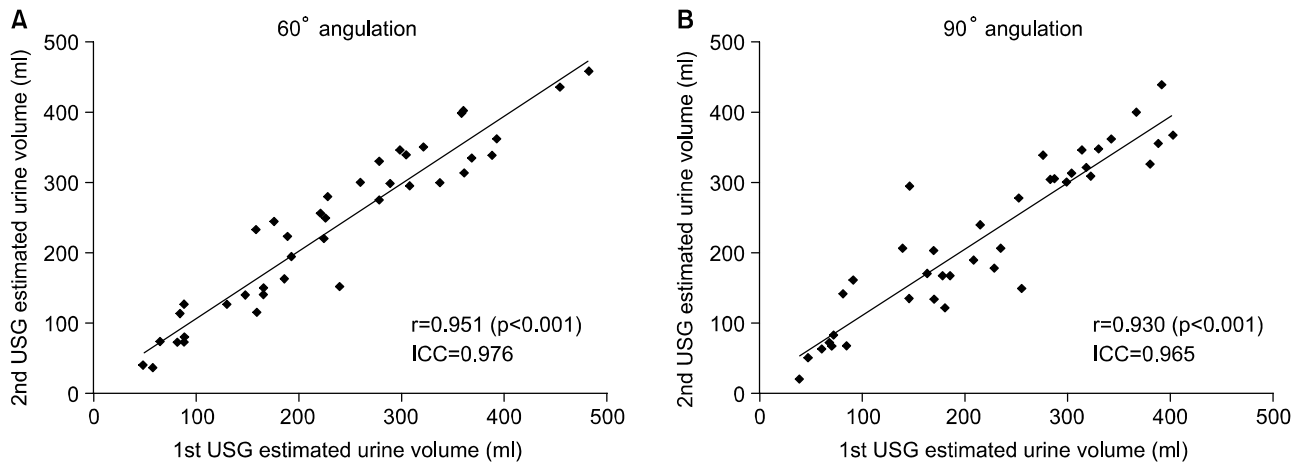 A
60° angulation
500
400
300
200
100
0
2nd USG estimated urine volume (ml)
r=0.951 (p<0.001)
ICC=0.976
0 100 200 300 400 500
1st USG estimated urine volume (ml)
B
90° angulation
500
400
300
200
100
0
2nd USG estimated urine volume (ml)
r=0.930 (p<0.001)
ICC=0.965
0 100 200 300 400 500
1st USG estimated urine volume (ml)